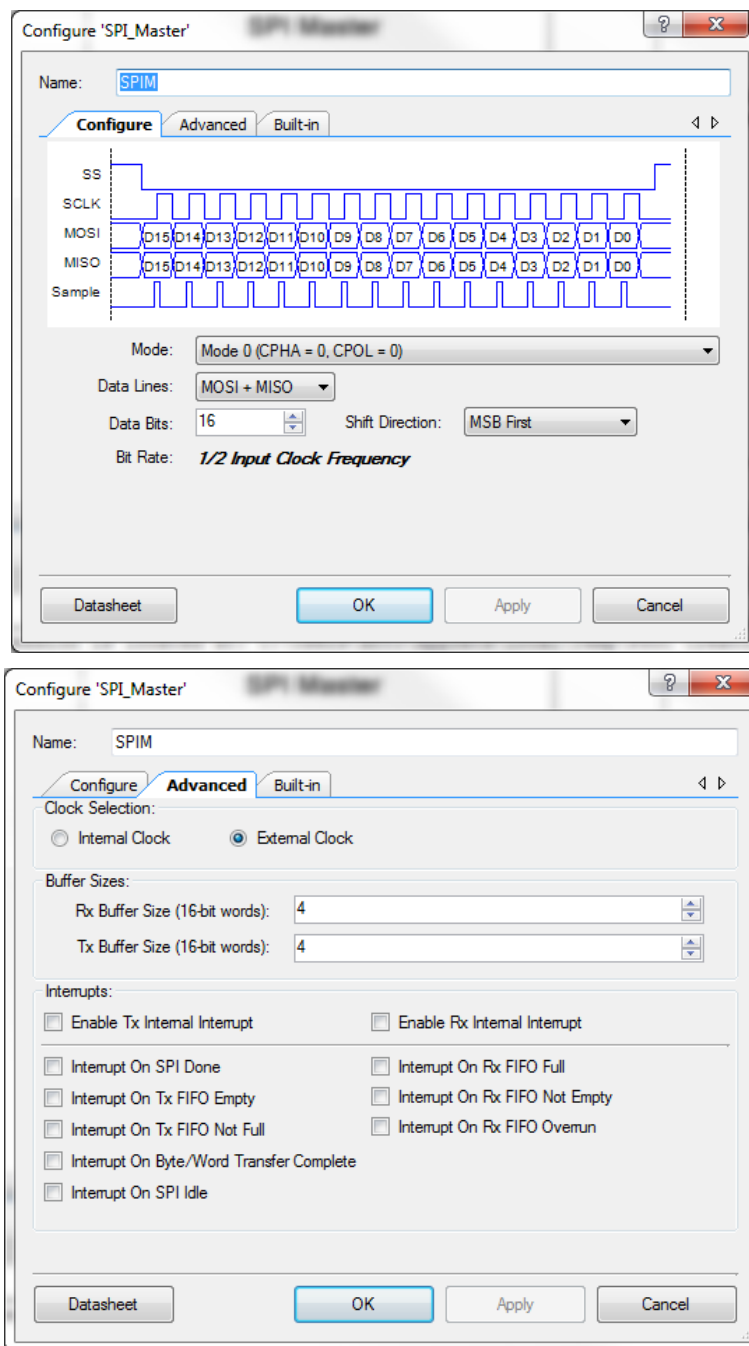 Configure 'SPI_Master'
SPI Master
Name: SPIM
Configure Advanced Built-in
SS
SCLK
MOSI D15 D14 D13 D12 D11 D10 D9 D8 D7 D6 D5 D4 D3 D2 D1 D0
MISO D15 D14 D13 D12 D11 D10 D9 D8 D7 D6 D5 D4 D3 D2 D1 D0
Sample
Mode: Mode 0 (CPHA = 0, CPOL = 0)
Data Lines: MOSI + MISO
Data Bits: 16 Shift Direction: MSB First
Bit Rate: 1/2 Input Clock Frequency
Datasheet OK Apply Cancel
Configure 'SPI_Master'
SPI Master
Name: SPIM
Configure Advanced Built-in
Clock Selection:
Internal Clock External Clock
Buffer Sizes:
Rx Buffer Size (16-bit words): 4
Tx Buffer Size (16-bit words): 4
Interrupts:
Enable Tx Internal Interrupt Enable Rx Internal Interrupt
Interrupt On SPI Done Interrupt On Rx FIFO Full
Interrupt On Tx FIFO Empty Interrupt On Rx FIFO Not Empty
Interrupt On Tx FIFO Not Full Interrupt On Rx FIFO Overrun
Interrupt On Byte/Word Transfer Complete
Interrupt On SPI Idle
Datasheet OK Apply Cancel